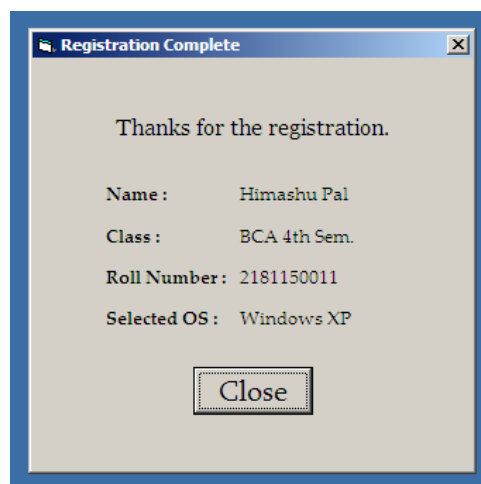 Registration Complete
Thanks for the registration.
Name : Himashu Pal
Class : BCA 4th Sem.
Roll Number : 2181150011
Selected OS : Windows XP
Close